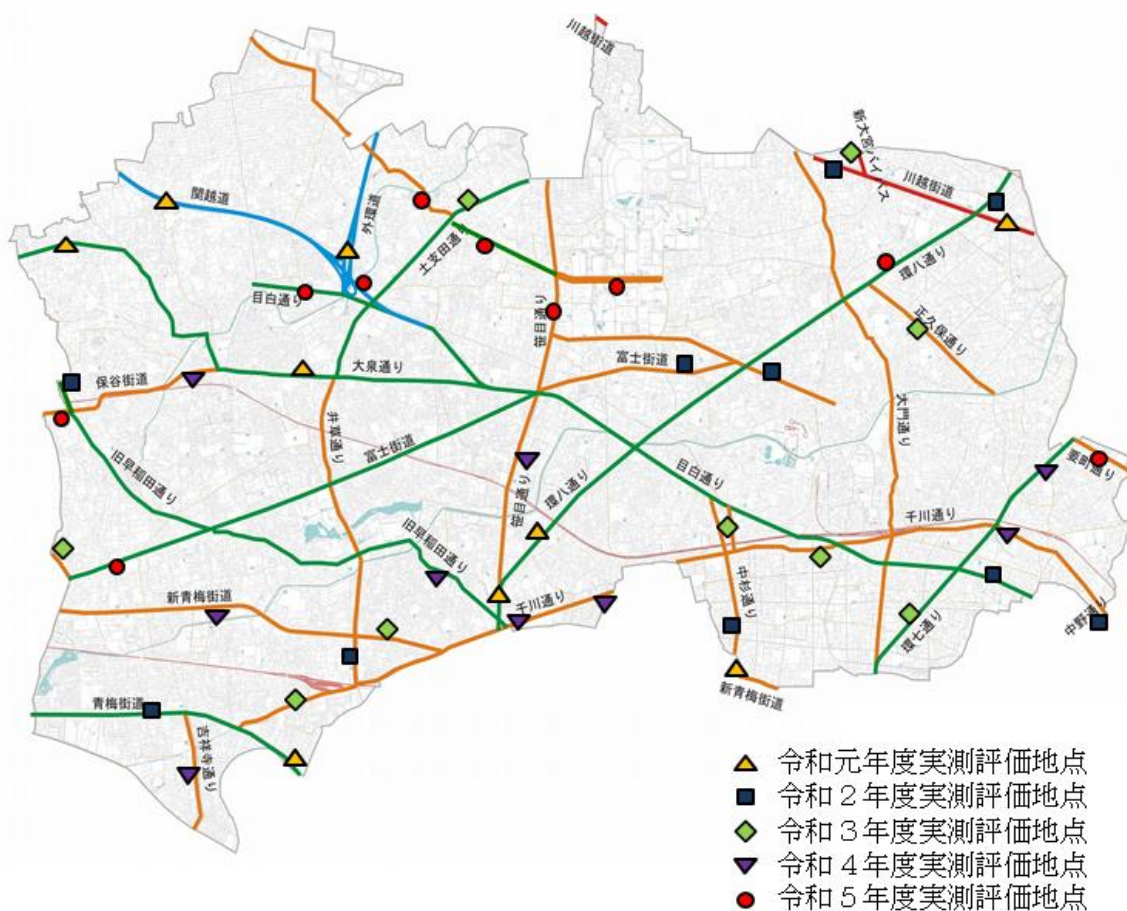 川越街道
新大宮バイパス
川越街道
関越道
外環道
土支田通り
環八通り
目白通り
笹目通り
正久保通り
富士街道
大泉通り
保谷街道
井草通り
富士街道
大門通り
旧早稲田通り
笹目通り
環八通り
目白通り
要町通り
旧早稲田通り
千川通り
新青梅街道
千川通り
中杉通り
中野通り
環七通り
青梅街道
新青梅街道
吉祥寺通り
令和元年度実測評価地点
令和２年度実測評価地点
令和３年度実測評価地点
令和４年度実測評価地点
令和５年度実測評価地点